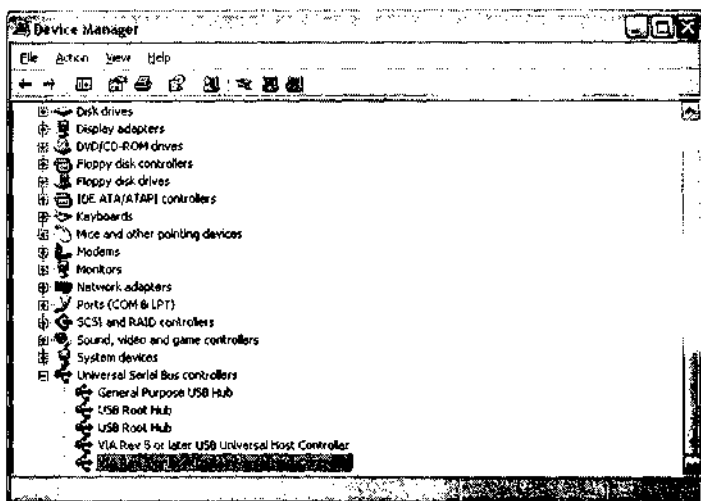 Device Manager
File Action View Help
Disk drives
Display adapters
DVD/CD-ROM drives
Floppy disk controllers
Floppy disk drives
IDE ATA/ATAPI controllers
Keyboards
Mice and other pointing devices
Modems
Monitors
Network adapters
Ports (COM & LPT)
SCSI and RAID controllers
Sound, video and game controllers
System devices
Universal Serial Bus controllers
General Purpose USB Hub
USB Root Hub
USB Root Hub
VIA Rev 5 or later USB Universal Host Controller